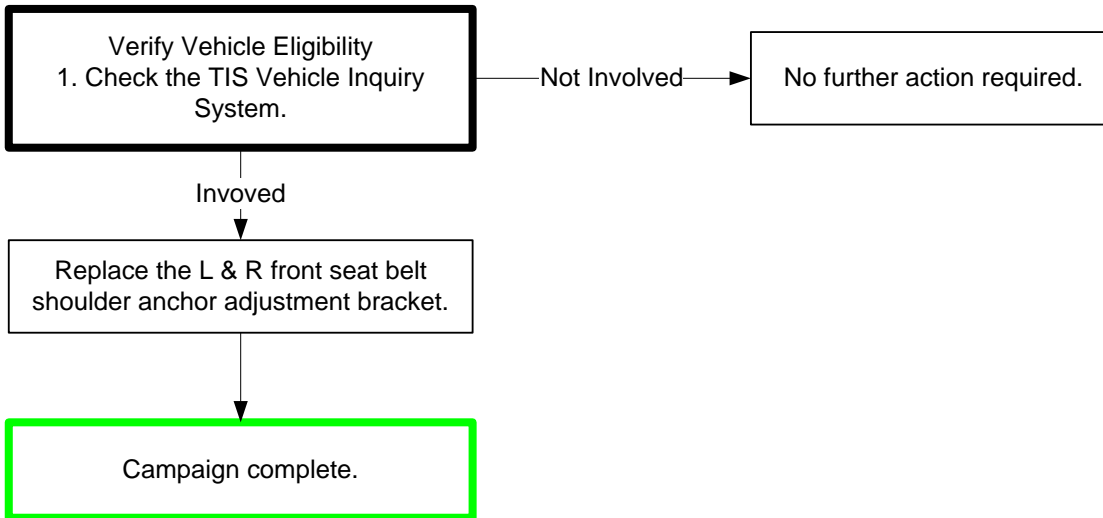 Verify Vehicle Eligibility
1. Check the TIS Vehicle Inquiry
System.
Not Involved
No further action required.
Invoved
Replace the L & R front seat belt
shoulder anchor adjustment bracket.
Campaign complete.